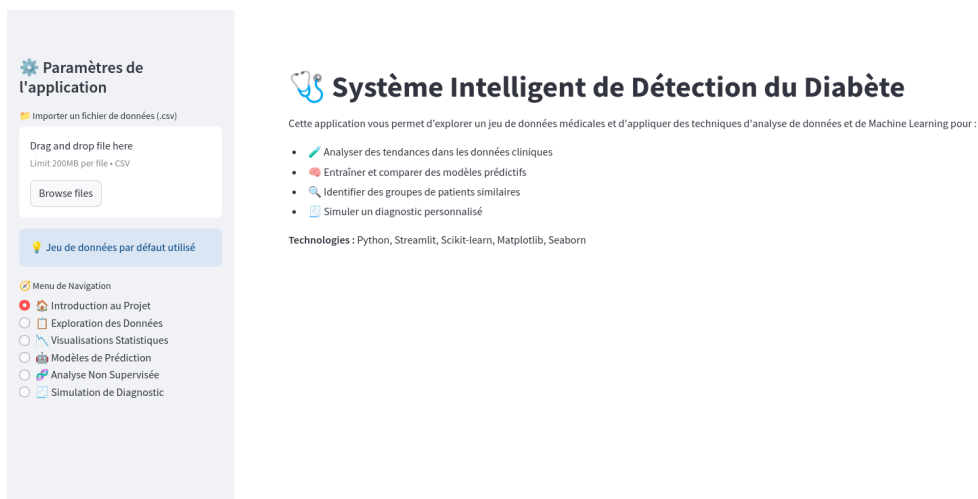 ⚙️ Paramètres de
l'application
📁 Importer un fichier de données (.csv)
Drag and drop file here
Limit 200MB per file • CSV
Browse files
💡 Jeu de données par défaut utilisé
🧭 Menu de Navigation
🏠 Introduction au Projet
📋 Exploration des Données
📉 Visualisations Statistiques
🤖 Modèles de Prédiction
🧬 Analyse Non Supervisée
🧾 Simulation de Diagnostic
🩺 Système Intelligent de Détection du Diabète
Cette application vous permet d'explorer un jeu de données médicales et d'appliquer des techniques d'analyse de données et de Machine Learning pour :
• 🧪 Analyser des tendances dans les données cliniques
• 🧠 Entraîner et comparer des modèles prédictifs
• 🔍 Identifier des groupes de patients similaires
• 🧾 Simuler un diagnostic personnalisé
Technologies : Python, Streamlit, Scikit-learn, Matplotlib, Seaborn